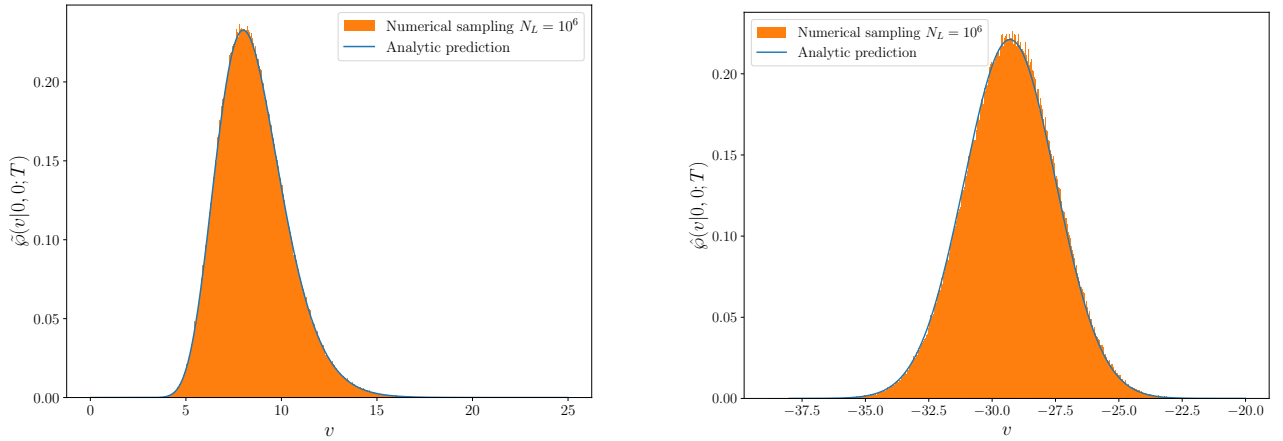 Numerical sampling $N_L = 10^6$
Analytic prediction
0.20
0.15
0.10
0.05
0.00
$\tilde{\wp}(v|0, 0; T)$
0 5 10 15 20 25
$v$
Numerical sampling $N_L = 10^6$
Analytic prediction
0.20
0.15
0.10
0.05
0.00
$\hat{\wp}(v|0, 0; T)$
−37.5 −35.0 −32.5 −30.0 −27.5 −25.0 −22.5 −20.0
$v$